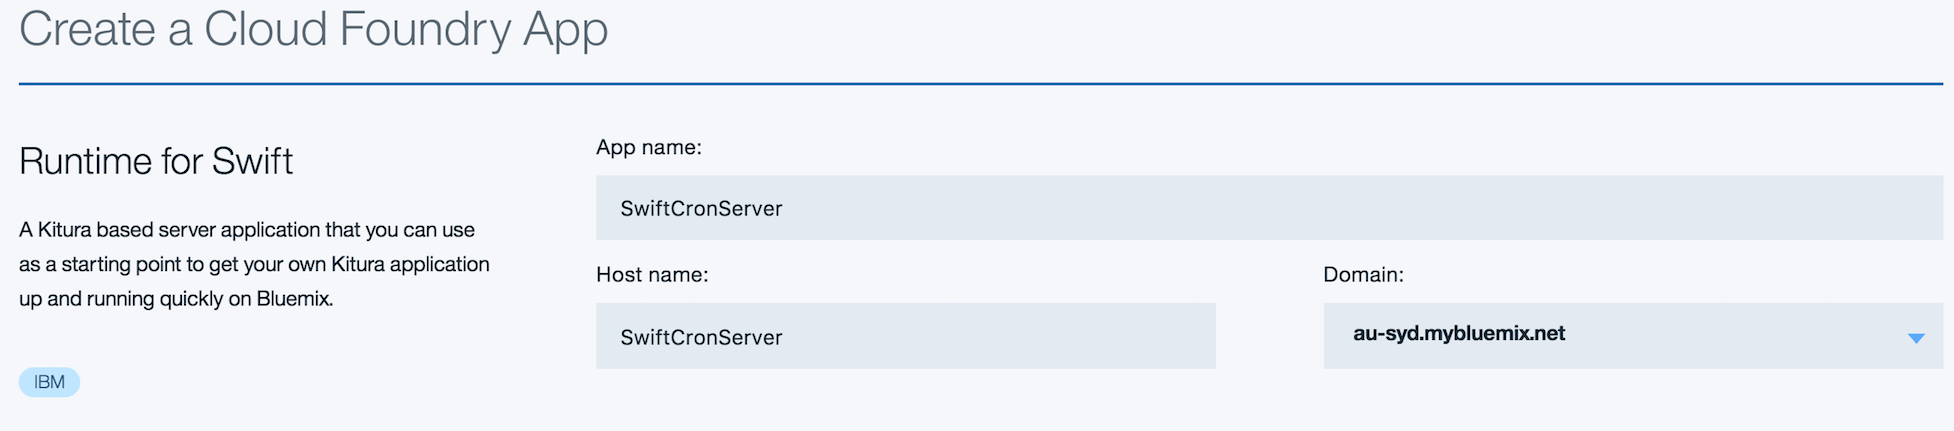 Create a Cloud Foundry App
Runtime for Swift
A Kitura based server application that you can use
as a starting point to get your own Kitura application
up and running quickly on Bluemix.
IBM
App name:
SwiftCronServer
Host name:
SwiftCronServer
Domain:
au-syd.mybluemix.net